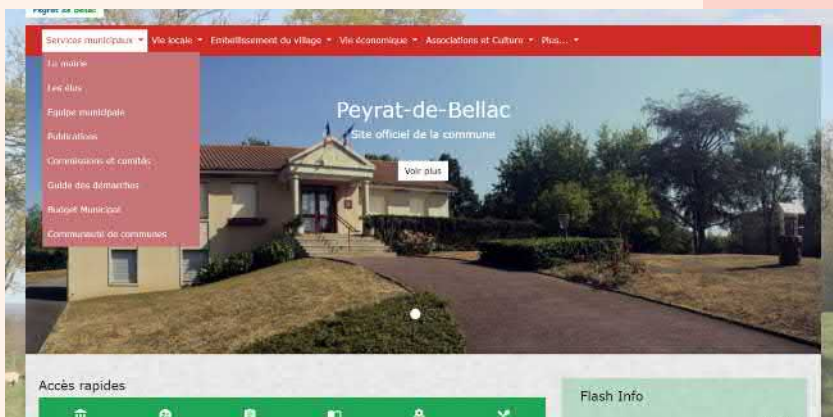 Peyrat de Bellac
Services municipaux Vie locale Embellissement du village Vie économique Associations et Culture Plus...
La mairie
Les élus
Equipe municipale
Publications
Commissions et comités
Guide des démarches
Budget Municipal
Communauté de communes
Peyrat-de-Bellac
Site officiel de la commune
Voir plus
Accès rapides
Flash Info